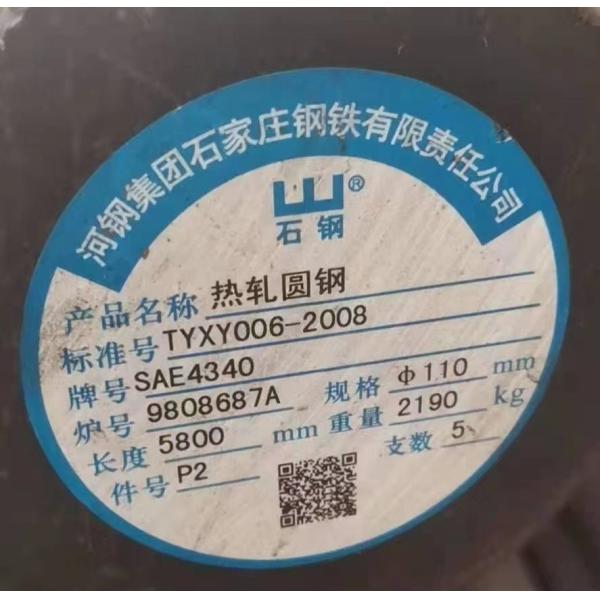 河钢集团石家庄钢铁有限责任公司
®
石钢
产品名称 热轧圆钢
标准号 TYXY006-2008
牌号 SAE4340
炉号 9808687A 规格 φ110 mm
长度 5800 mm 重量 2190 kg
件号 P2 支数 5